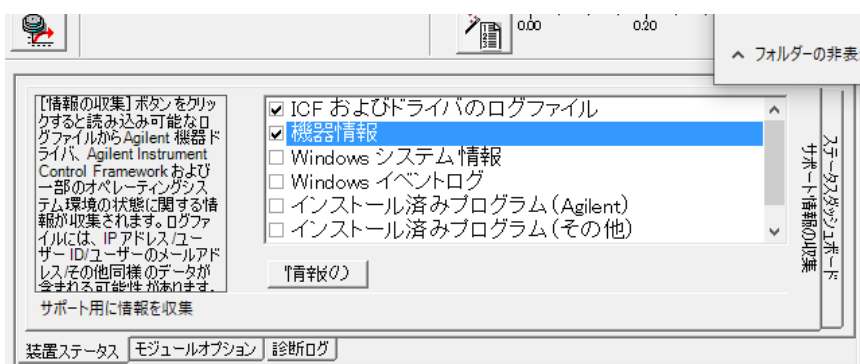 0.00 0.20
フォルダーの非表
[情報の収集]ボタンをクリッ
クすると読み込み可能なロ
グファイルからAgilent 機器ド
ライバ、Agilent Instrument
Control Framework および
一部のオペレーティングシス
テム環境の状態に関する情
報が収集されます。ログファ
イルには、IP アドレス/ユー
ザー ID/ユーザーのメールアド
レス/その他同様のデータが
含まれる可能性があります。
ICF およびドライバのログファイル
機器情報
Windows システム情報
Windows イベントログ
インストール済みプログラム(Agilent)
インストール済みプログラム(その他)
情報の
サポート用に情報を収集
サポート情報の収集
ステータスダッシュボード
装置ステータス モジュールオプション 診断ログ